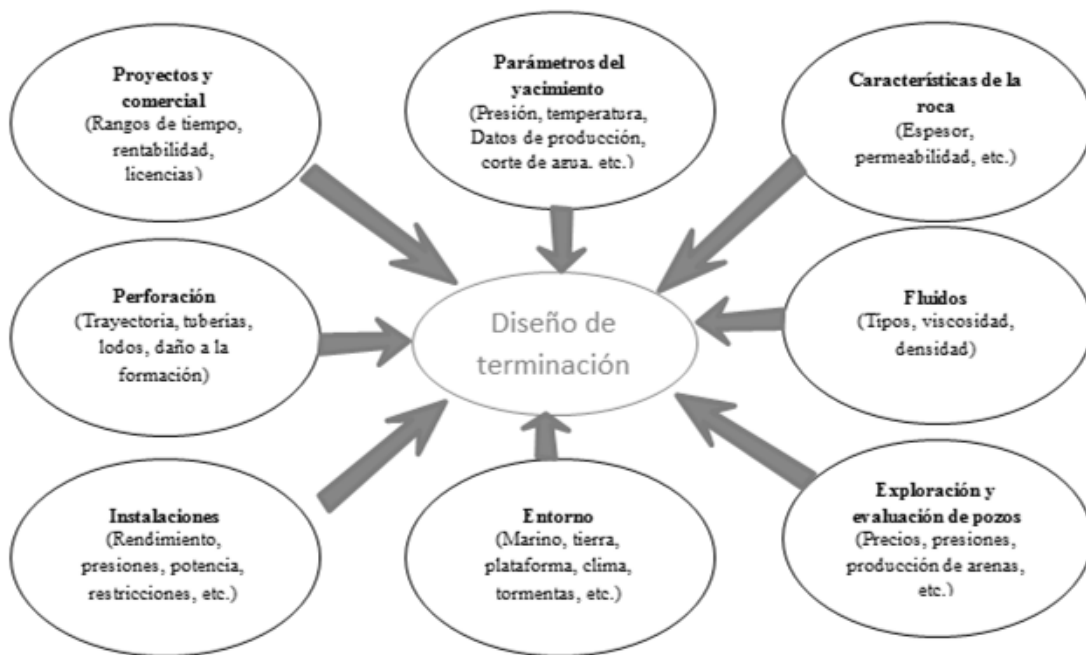 Proyectos y
comercial
(Rangos de tiempo,
rentabilidad,
licencias)
Parámetros del
yacimiento
(Presión, temperatura,
Datos de producción,
corte de agua, etc.)
Características de la
roca
(Espesor,
permeabilidad, etc.)
Perforación
(Trayectoria, tuberías,
lodos, daño a la
formación)
Diseño de
terminación
Fluidos
(Tipos, viscosidad,
densidad)
Instalaciones
(Rendimiento,
presiones, potencia,
restricciones, etc.)
Entorno
(Marino, tierra,
plataforma, clima,
tormentas, etc.)
Exploración y
evaluación de pozos
(Precios, presiones,
producción de arenas,
etc.)